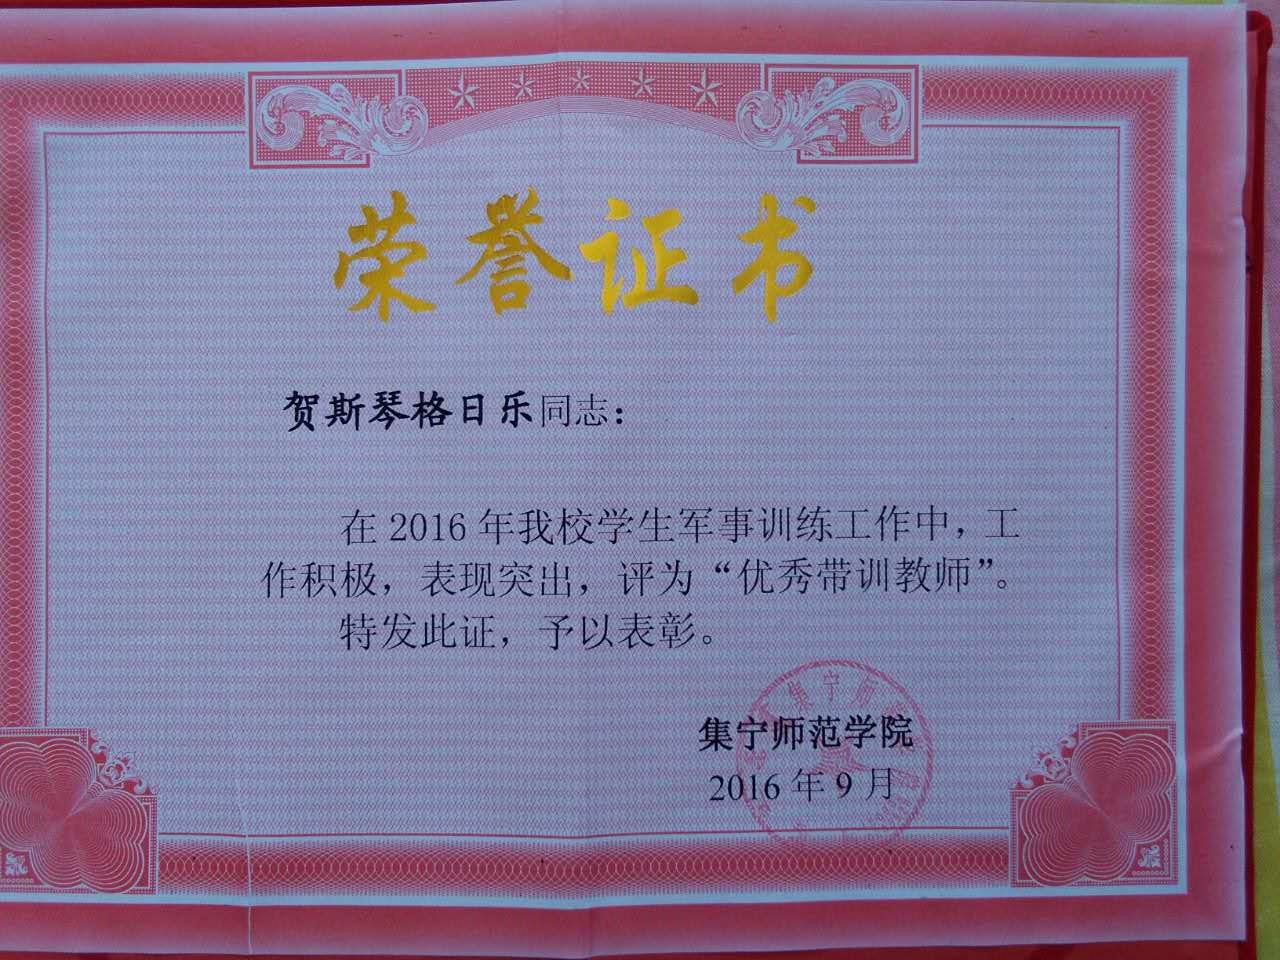 荣誉证书
贺斯琴格日乐同志：
在2016年我校学生军事训练工作中，工
作积极，表现突出，评为“优秀带训教师”。
特发此证，予以表彰。
集宁师范学院
2016年9月
集宁师